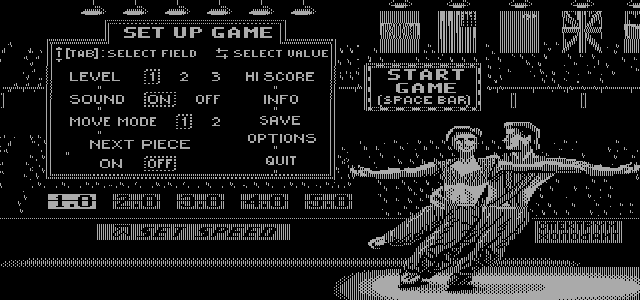 SET UP GAME
[TAB]: SELECT FIELD SELECT VALUE
LEVEL 1 2 3 HI SCORE
SOUND ON OFF INFO
MOVE MODE 1 2 SAVE
NEXT PIECE OPTIONS
ON OFF QUIT
START
GAME
(SPACE BAR)
1.0 2.0 3.0 4.0 5.0